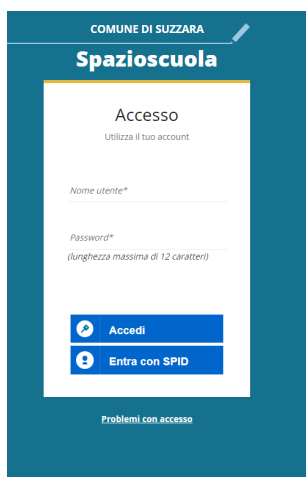 COMUNE DI SUZZARA
Spazioscuola
Accesso
Utilizza il tuo account
Nome utente*
Password*
(lunghezza massima di 12 caratteri)
Accedi
Entra con SPID
Problemi con accesso